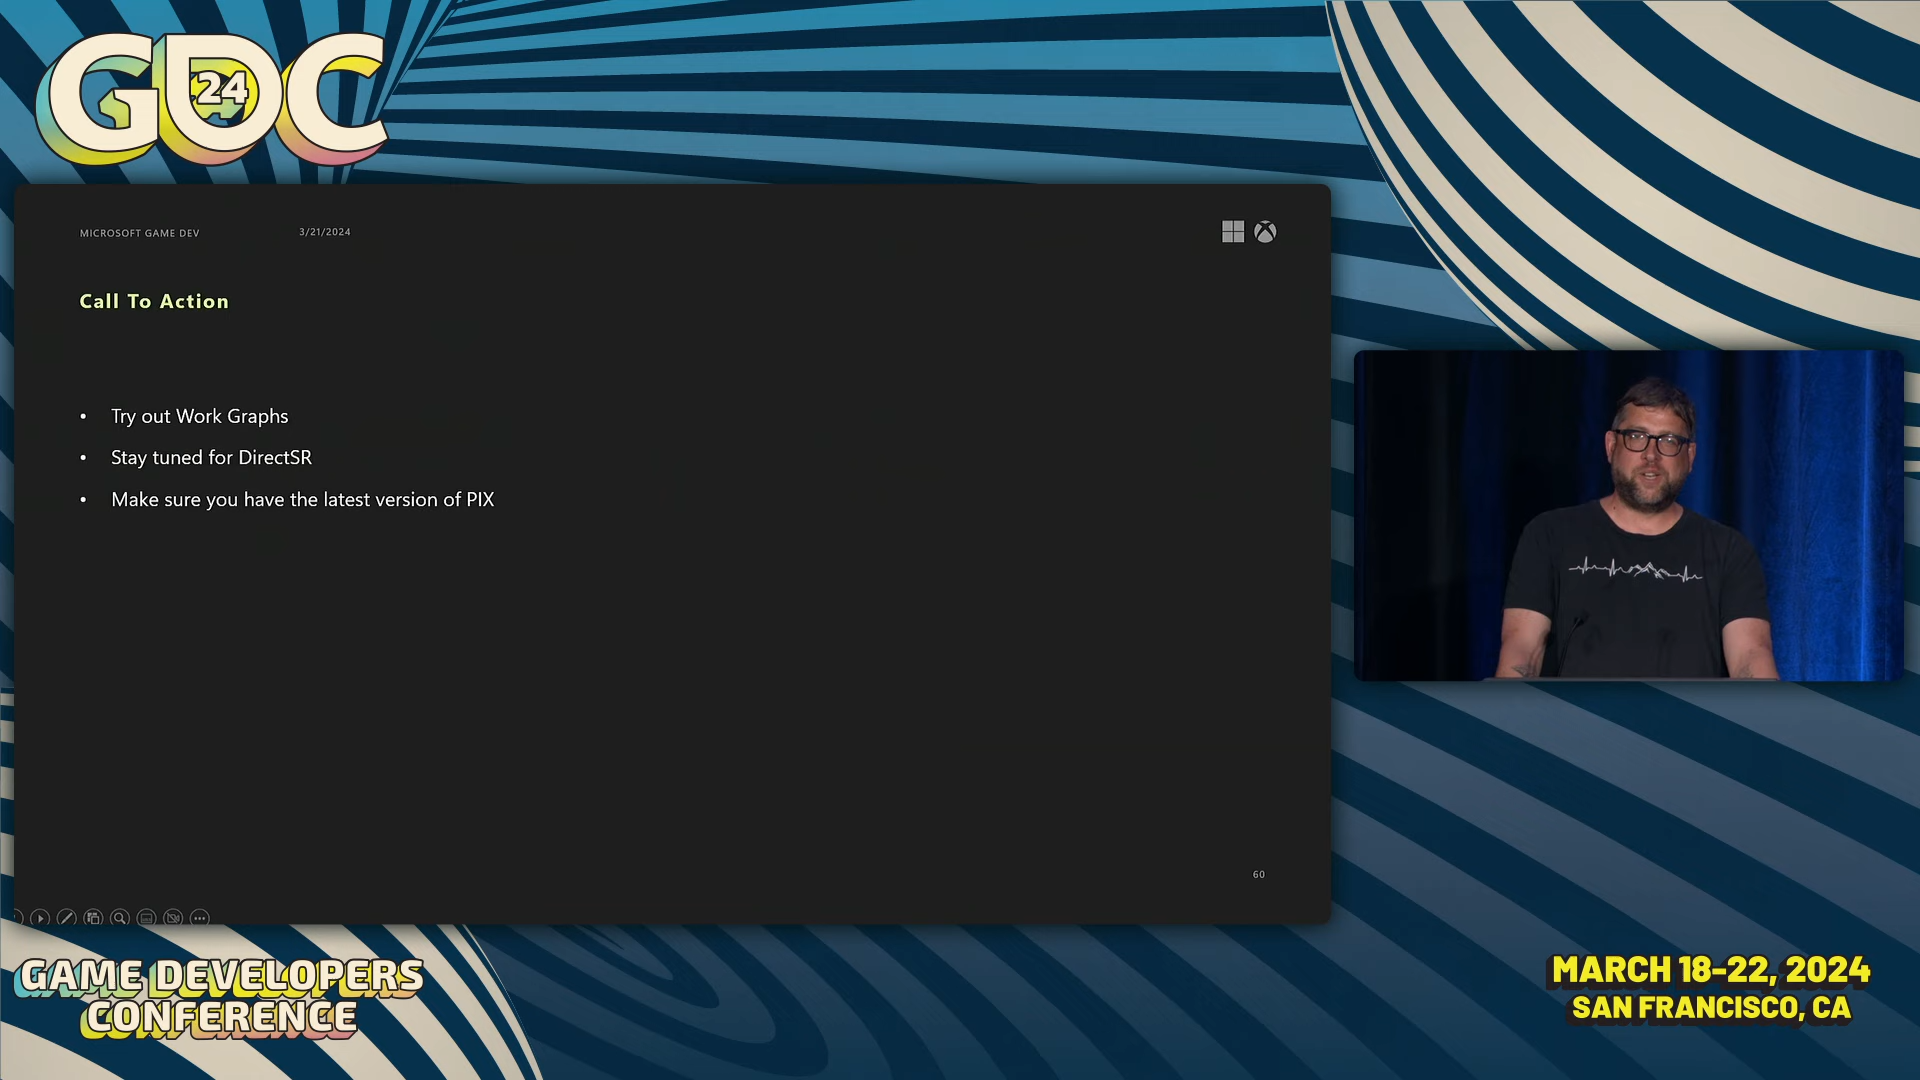 GDC
24
MICROSOFT GAME DEV
3/21/2024
Call To Action
• Try out Work Graphs
• Stay tuned for DirectSR
• Make sure you have the latest version of PIX
60
GAME DEVELOPERS
CONFERENCE
MARCH 18-22, 2024
SAN FRANCISCO, CA